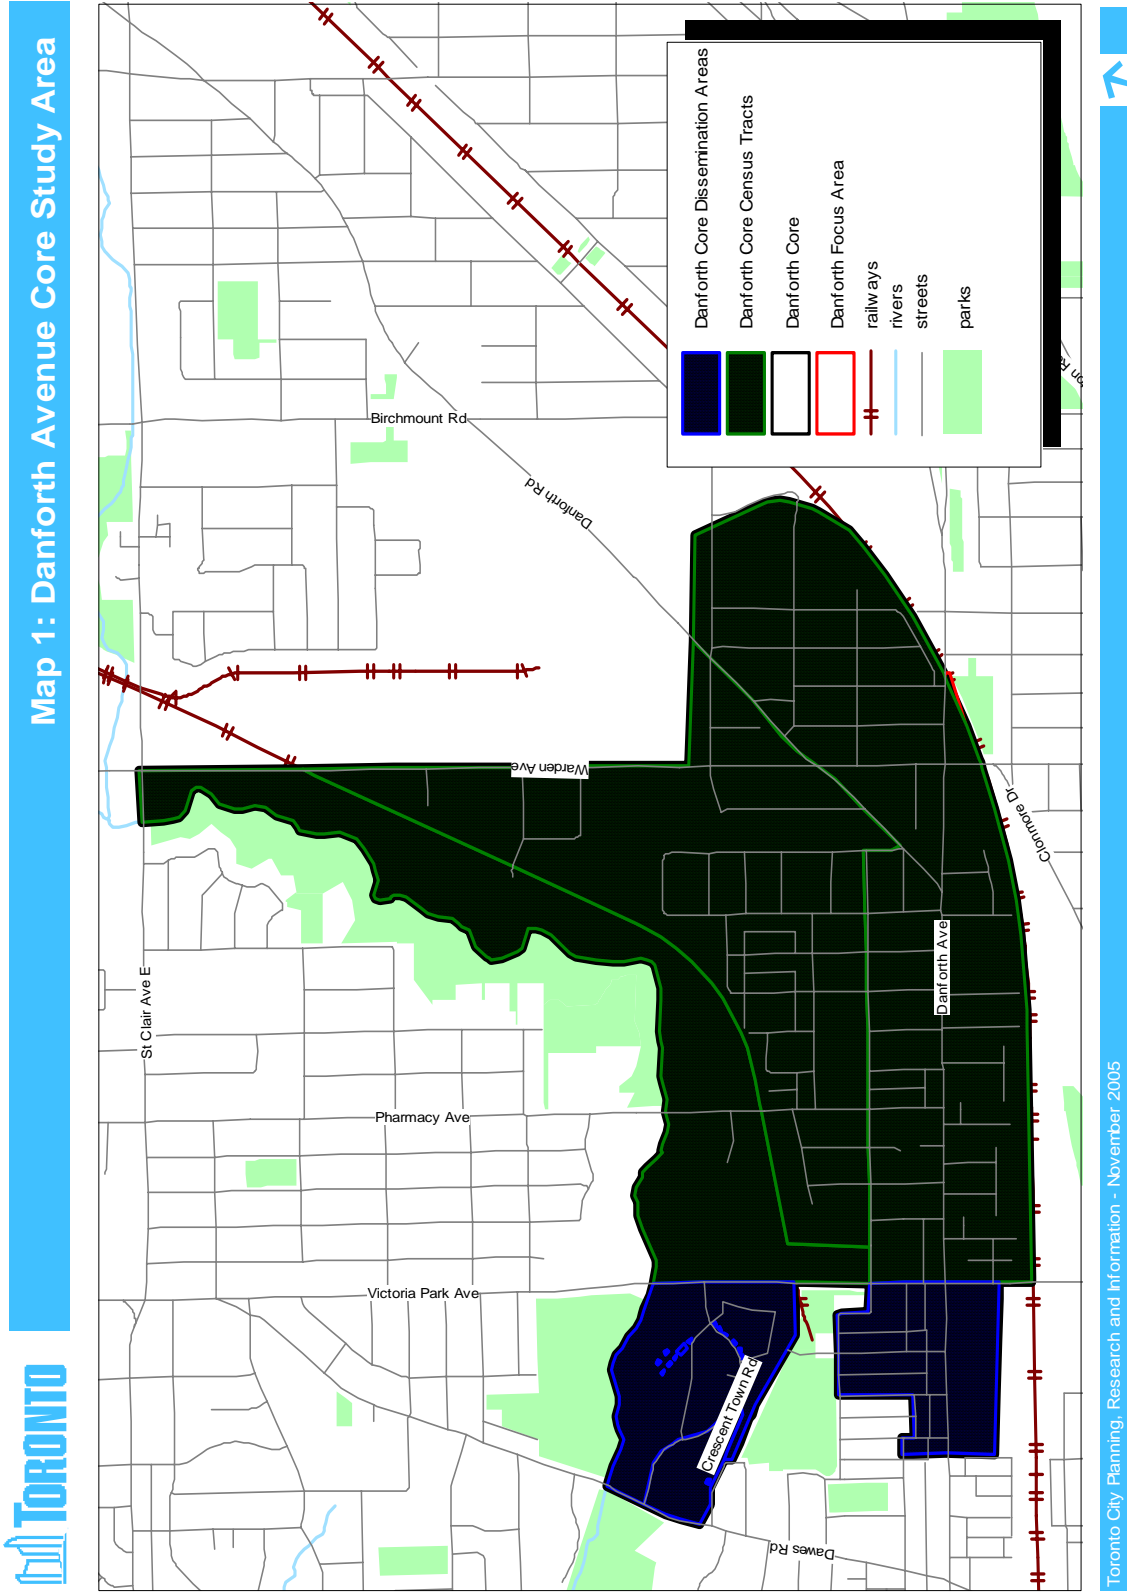 TORONTO
Map 1: Danforth Avenue Core Study Area
St Clair Ave E
Victoria Park Ave
Pharmacy Ave
Birchmount Rd
Warden Ave
Danforth Rd
Crescent Town Rd
Dawes Rd
Danforth Ave
Clonmore Dr
on Rd
Danforth Core Dissemination Areas
Danforth Core Census Tracts
Danforth Core
Danforth Focus Area
railways
rivers
streets
parks
Toronto City Planning, Research and Information - November 2005